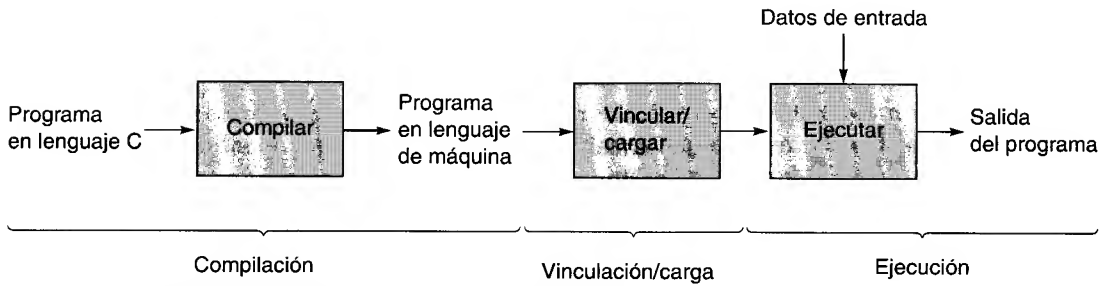 Datos de entrada
Programa
en lenguaje C
Compilar
Programa
en lenguaje
de máquina
Vincular/
cargar
Ejecutar
Salida
del programa
Compilación
Vinculación/carga
Ejecución